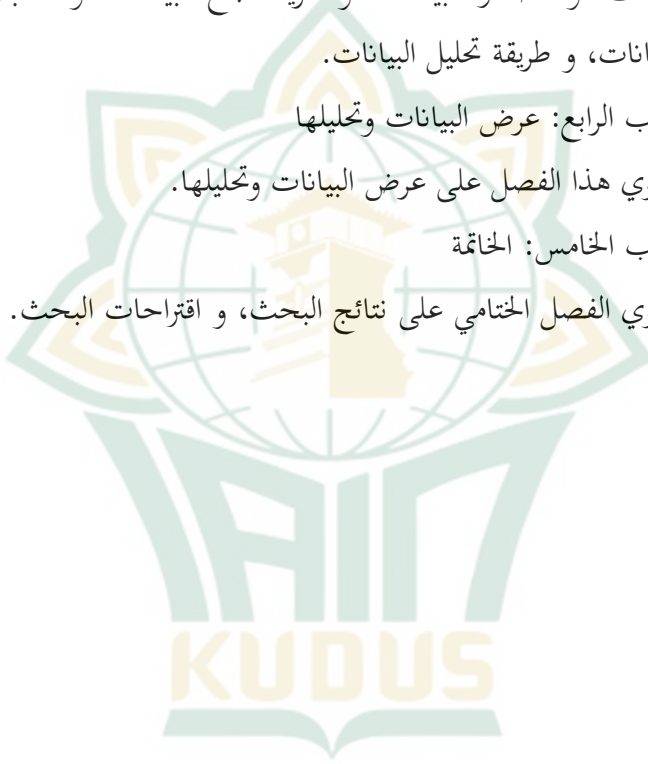 انات، و طريقة تحليل البيانات.
ب الرابع: عرض البيانات وتحليلها
وي هذا الفصل على عرض البيانات وتحليلها.
ب الخامس: الخاتمة
وي الفصل الختامي على نتائج البحث، و اقتراحات البحث.
IAIN
KUDUS